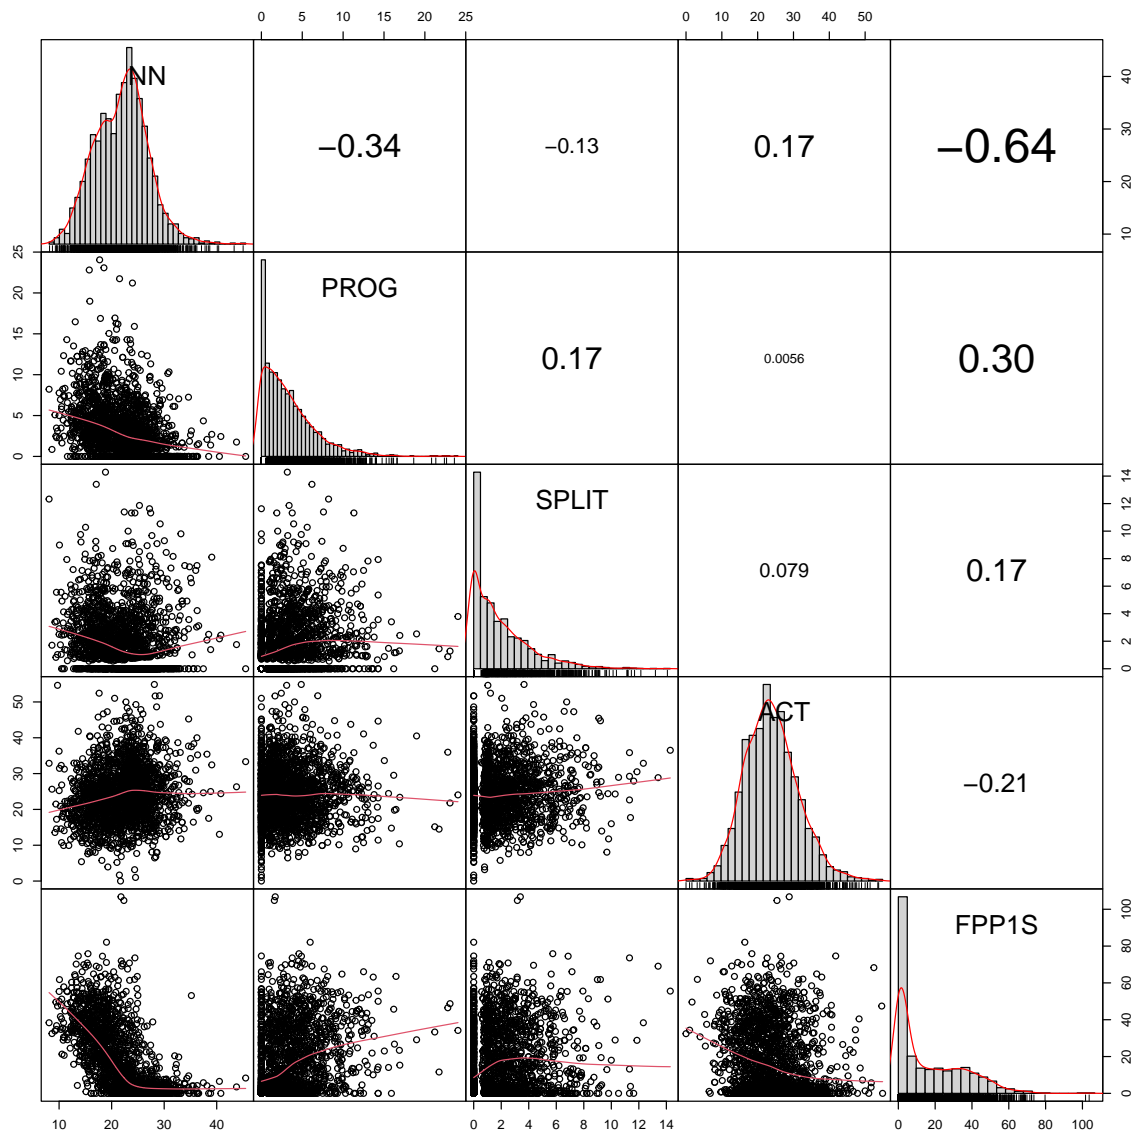 0 5 10 15 20 25 0 10 20 30 40 50
NN −0.34 −0.13 0.17 −0.64 10 20 30 40
0 5 10 15 20 25 PROG 0.17 0.0056 0.30
SPLIT 0.079 0.17 0 2 4 6 8 10 12 14
0 10 20 30 40 50 ACT −0.21
FPP1S 0 20 40 60 80 100
10 20 30 40 0 2 4 6 8 10 12 14 0 20 40 60 80 100